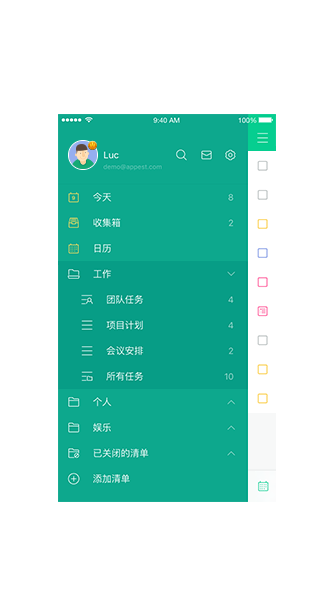 9:40 AM 100%
Luc
demo@appest.com
9 今天 8
收集箱 2
日历
工作
团队任务 4
项目计划 4
会议安排 2
所有任务 10
个人
娱乐
已关闭的清单
添加清单